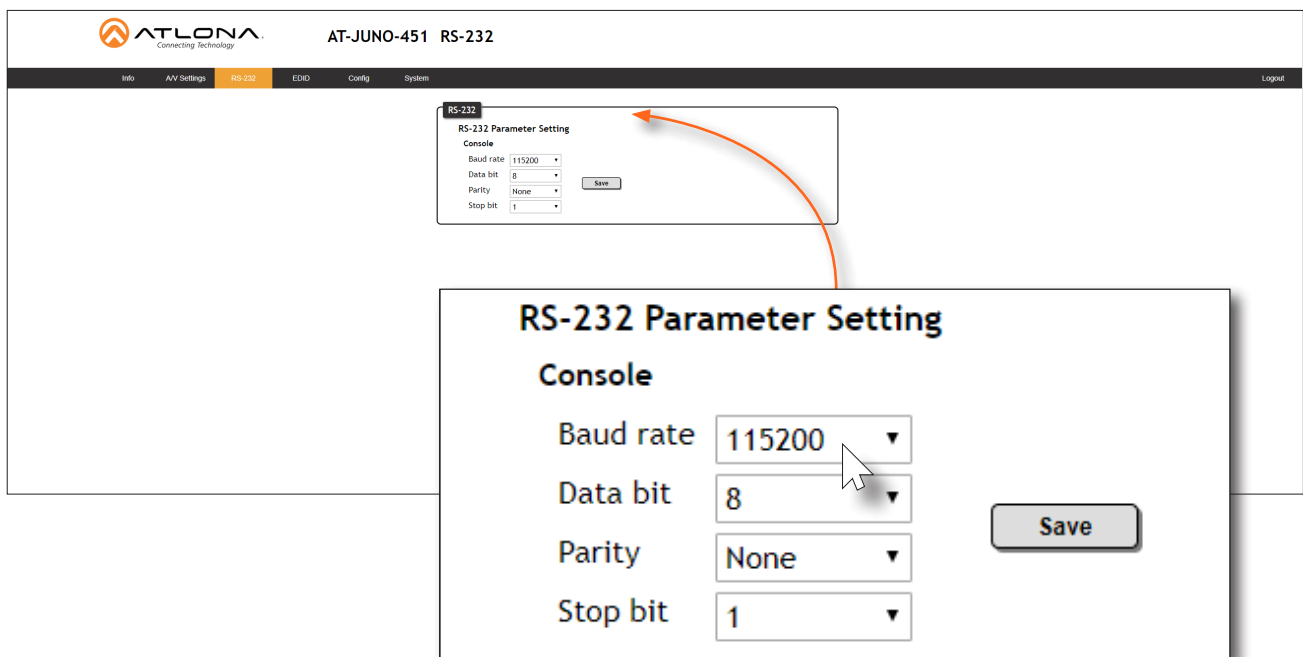 ATLONA
Connecting Technology
AT-JUNO-451 RS-232
Info A/V Settings RS-232 EDID Config System Logout
RS-232
RS-232 Parameter Setting
Console
Baud rate 115200
Data bit 8
Parity None
Stop bit 1
Save
RS-232 Parameter Setting
Console
Baud rate 115200
Data bit 8
Parity None
Stop bit 1
Save